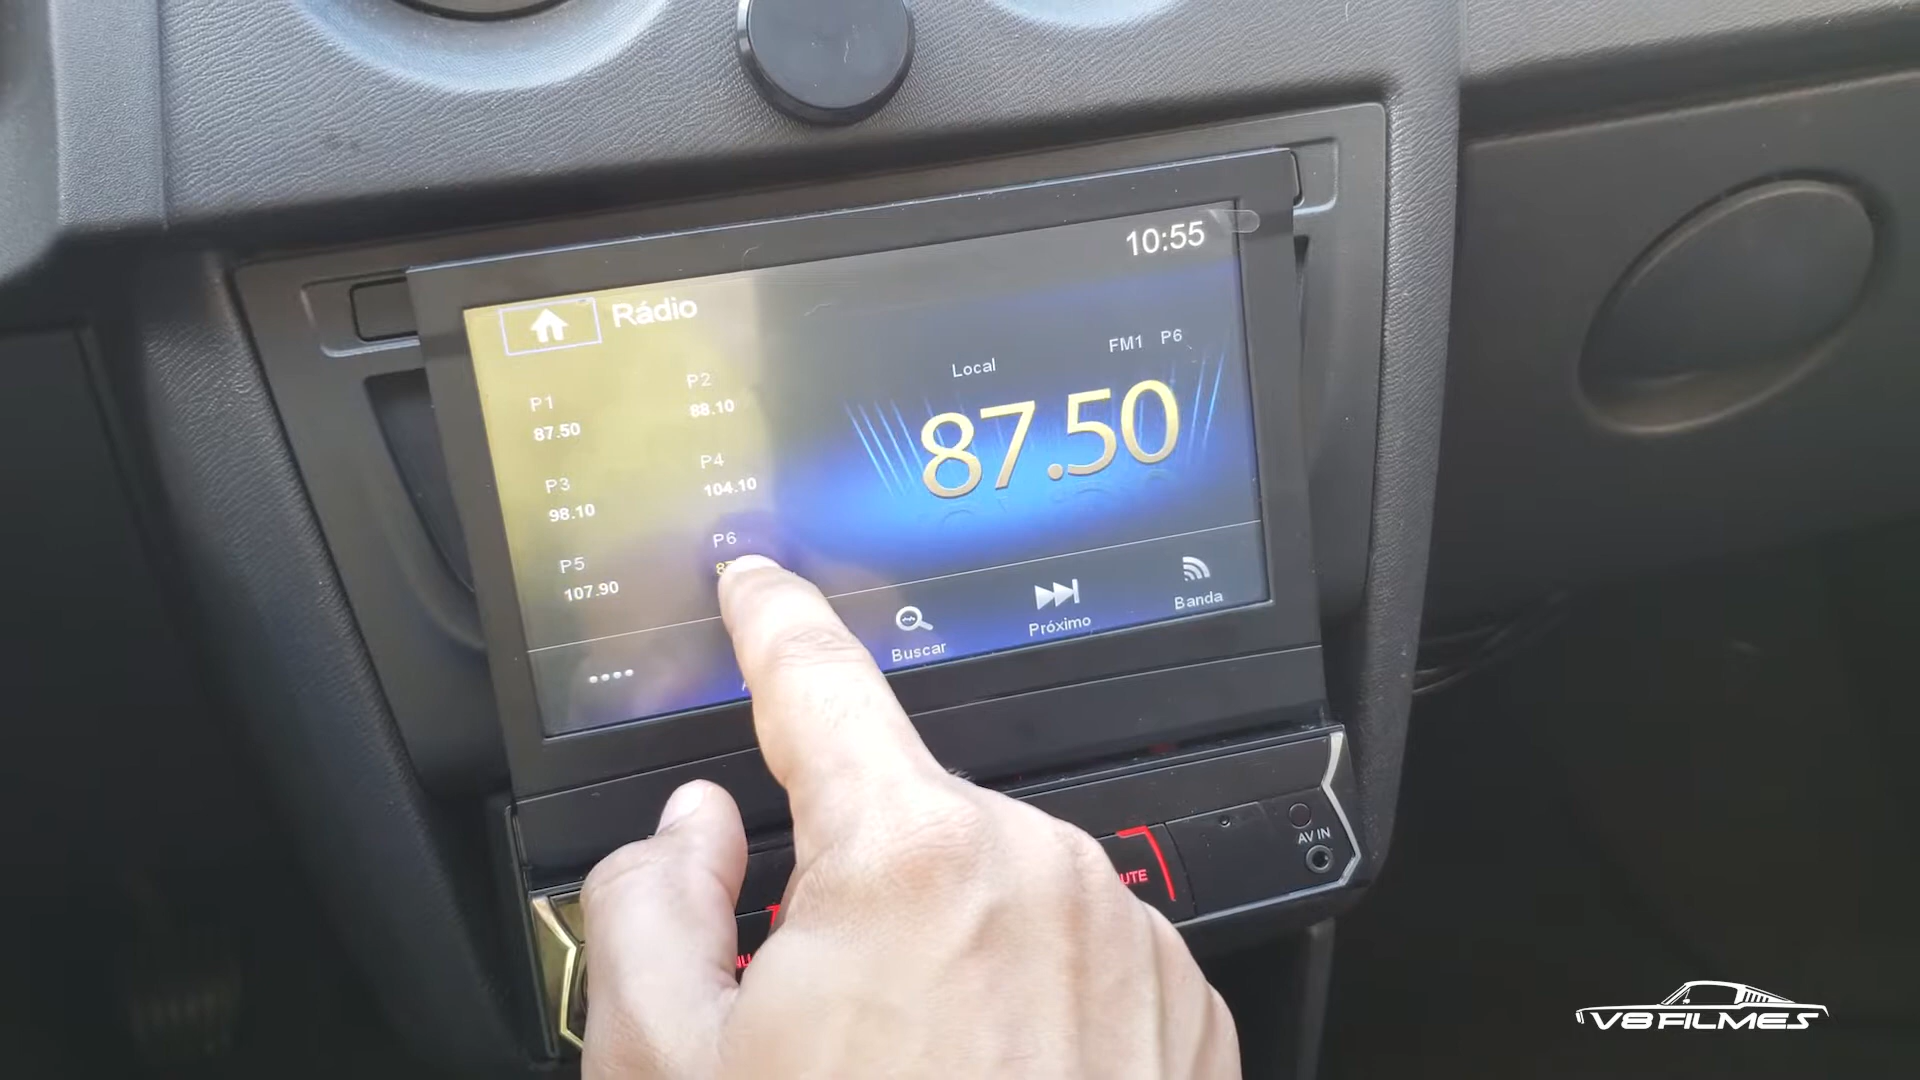 10:55
Rádio
FM1 P6
Local
87.50
P1
87.50
P2
88.10
P3
98.10
P4
104.10
P5
107.90
P6
Buscar
Próximo
Banda
AV IN
V8 FILMES